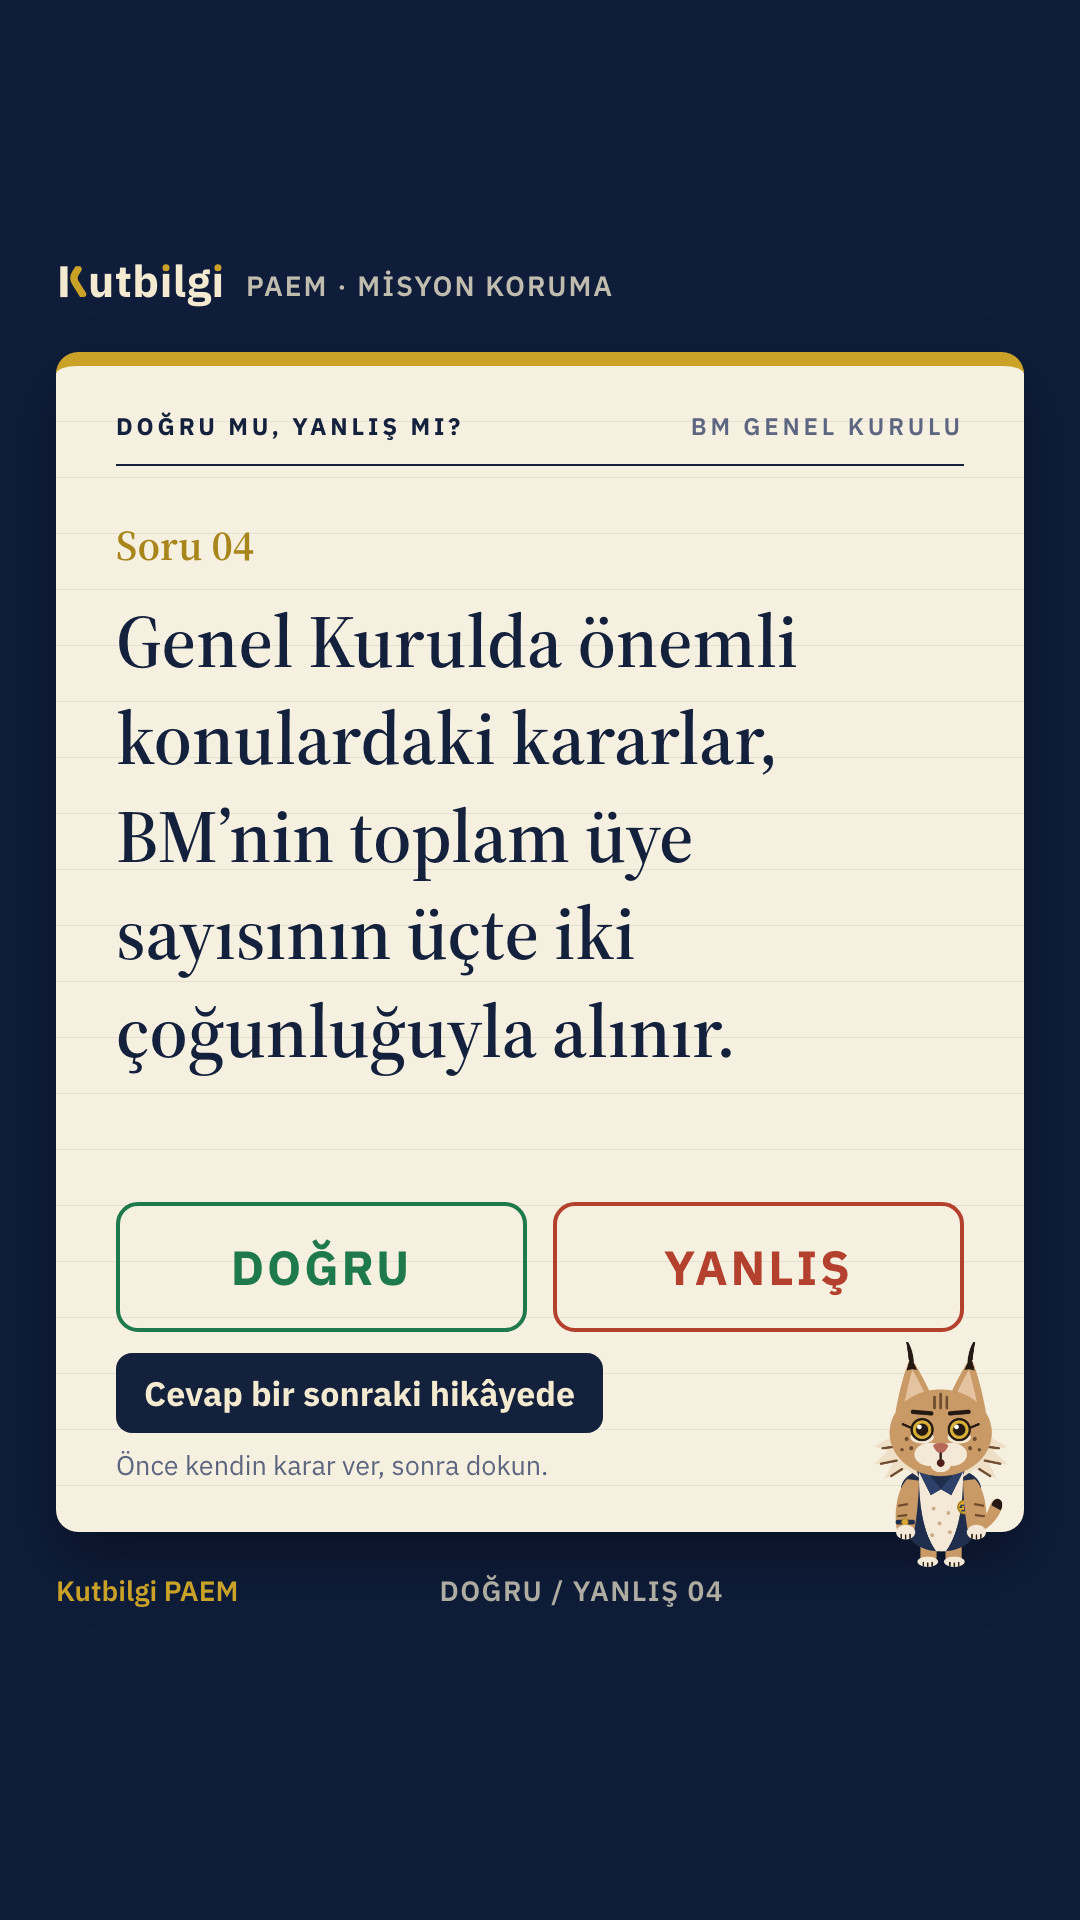 Kutbilgi PAEM · MİSYON KORUMA
DOĞRU MU, YANLIŞ MI? BM GENEL KURULU
Soru 04
Genel Kurulda önemli
konulardaki kararlar,
BM’nin toplam üye
sayısının üçte iki
çoğunluğuyla alınır.
DOĞRU YANLIŞ
Cevap bir sonraki hikâyede
Önce kendin karar ver, sonra dokun.
Kutbilgi PAEM DOĞRU / YANLIŞ 04